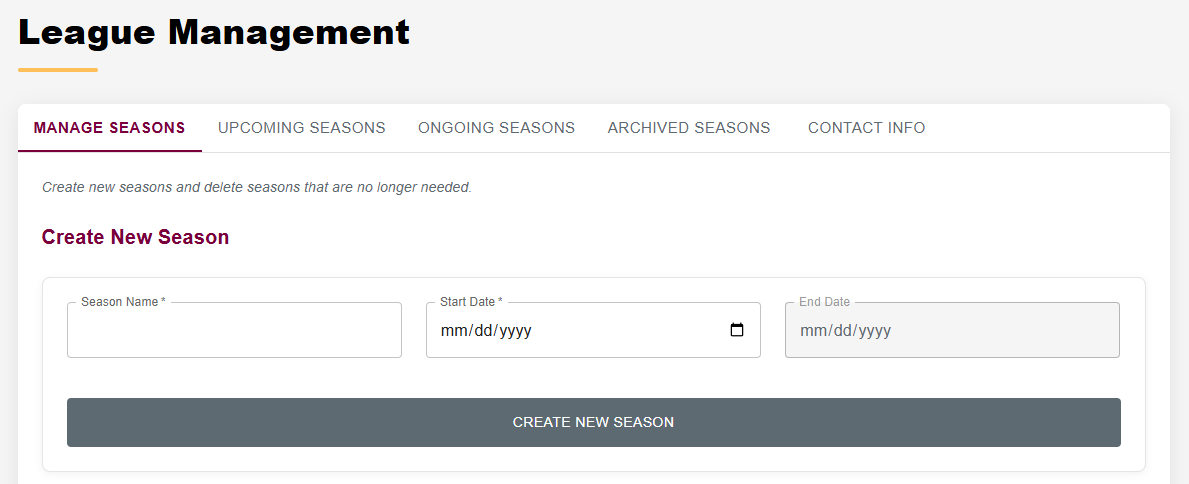 League Management
MANAGE SEASONS UPCOMING SEASONS ONGOING SEASONS ARCHIVED SEASONS CONTACT INFO
Create new seasons and delete seasons that are no longer needed.
Create New Season
Season Name * Start Date * End Date
mm/dd/yyyy mm/dd/yyyy
CREATE NEW SEASON